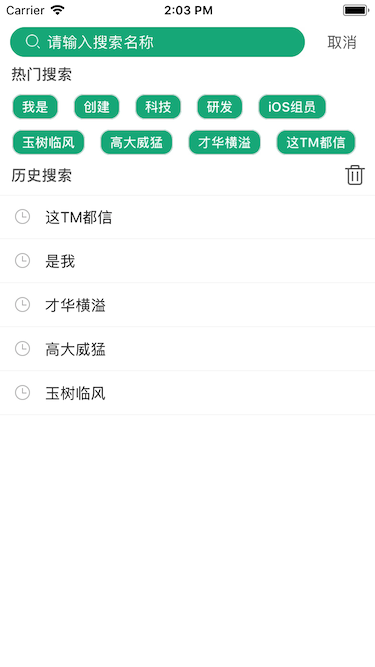 Carrier 2:03 PM
请输入搜索名称 取消
热门搜索
我是 创建 科技 研发 iOS组员
玉树临风 高大威猛 才华横溢 这TM都信
历史搜索
这TM都信
是我
才华横溢
高大威猛
玉树临风